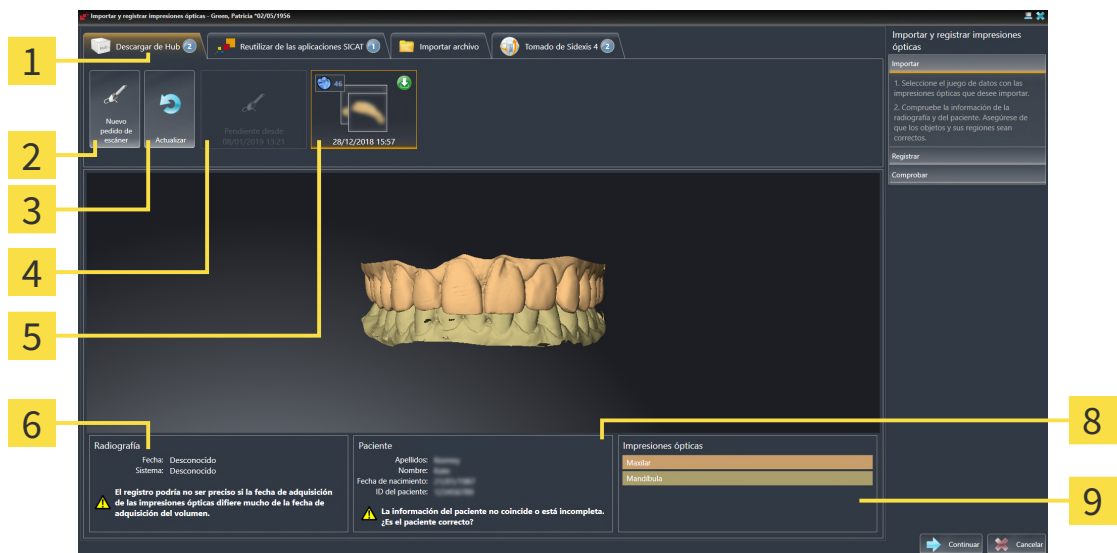 Importar y registrar impresiones ópticas - Green, Patricia *02/05/1956
Importar y registrar impresiones
ópticas
1
Descargar de Hub 2
Reutilizar de las aplicaciones SICAT 1
Importar archivo
Tomado de Sidexis 4 2
Importar
1. Seleccione el juego de datos con las
impresiones ópticas que desee importar.
2. Compruebe la información de la
radiografía y del paciente. Asegúrese de
que los objetos y sus regiones sean
correctos.
Registrar
Comprobar
Nuevo
pedido de
escáner
Actualizar
Pendiente desde
08/01/2019 13:21
46
28/12/2018 15:57
2
3
4
5
6
8
9
Radiografía
Fecha: Desconocido
Sistema: Desconocido
El registro podría no ser preciso si la fecha de adquisición
de las impresiones ópticas difiere mucho de la fecha de
adquisición del volumen.
Paciente
Apellidos:
Nombre:
Fecha de nacimiento:
ID del paciente:
La información del paciente no coincide o está incompleta.
¿Es el paciente correcto?
Impresiones ópticas
Maxilar
Mandíbula
Continuar
Cancelar